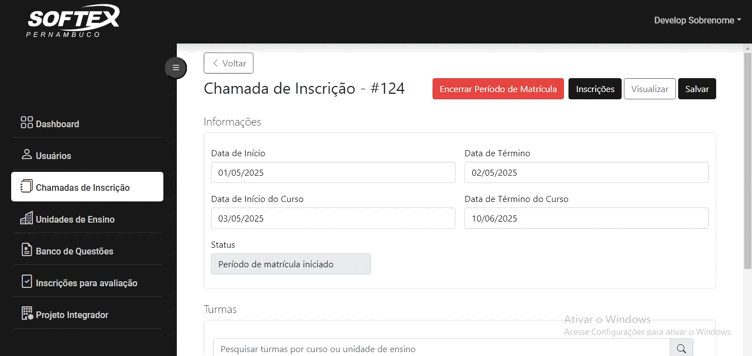 SOFTEX
PERNAMBUCO
Develop Sobrenome
Voltar
Chamada de Inscrição - #124
Encerrar Período de Matrícula
Inscrições
Visualizar
Salvar
Dashboard
Usuários
Chamadas de Inscrição
Unidades de Ensino
Banco de Questões
Inscrições para avaliação
Projeto Integrador
Informações
Data de Início
Data de Término
01/05/2025
02/05/2025
Data de Início do Curso
Data de Término do Curso
03/05/2025
10/06/2025
Status
Período de matrícula iniciado
Turmas
Pesquisar turmas por curso ou unidade de ensino
Ativar o Windows
Acesse Configurações para ativar o Windows.